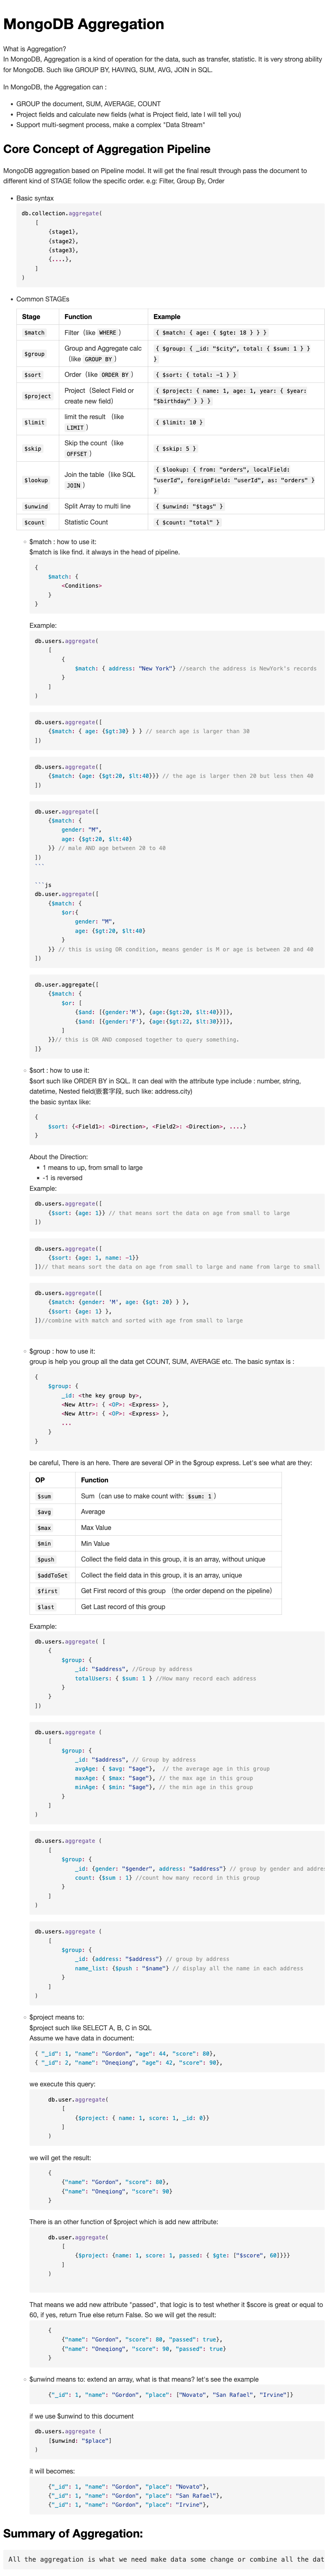 MongoDB Aggregation
What is Aggregation?
In MongoDB, Aggregation is a kind of operation for the data, such as transfer, statistic. It is very strong ability
for MongoDB. Such like GROUP BY, HAVING, SUM, AVG, JOIN in SQL.
In MongoDB, the Aggregation can :
• GROUP the document, SUM, AVERAGE, COUNT
• Project fields and calculate new fields (what is Project field, late I will tell you)
• Support multi-segment process, make a complex "Data Stream"
Core Concept of Aggregation Pipeline
MongoDB aggregation based on Pipeline model. It will get the final result through pass the document to
different kind of STAGE follow the specific order. e.g: Filter, Group By, Order
• Basic syntax
db.collection.aggregate(
[
{stage1},
{stage2},
{stage3},
{....},
]
)
• Common STAGEs
Stage Function Example
$match Filter（like WHERE ） { $match: { age: { $gte: 18 } } }
$group Group and Aggregate calc { $group: { _id: "$city", total: { $sum: 1 } }
（like GROUP BY ） }
$sort Order（like ORDER BY ） { $sort: { total: -1 } }
$project Project（Select Field or { $project: { name: 1, age: 1, year: { $year:
create new field） "$birthday" } } }
$limit limit the result （like { $limit: 10 }
LIMIT ）
$skip Skip the count（like { $skip: 5 }
OFFSET ）
$lookup Join the table（like SQL { $lookup: { from: "orders", localField:
JOIN ） "userId", foreignField: "userId", as: "orders" }
}
$unwind Split Array to multi line { $unwind: "$tags" }
$count Statistic Count { $count: "total" }
◦ $match : how to use it:
$match is like find. it always in the head of pipeline.
{
$match: {
<Conditions>
}
}
Example:
db.users.aggregate(
[
{
$match: { address: "New York"} //search the address is NewYork's records
}
]
)
db.users.aggregate([
{$match: { age: {$gt:30} } } // search age is larger than 30
])
db.users.aggregate([
{$match: {age: {$gt:20, $lt:40}}} // the age is larger then 20 but less then 40
])
db.user.aggregate([
{$match: {
gender: "M",
age: {$gt:20, $lt:40}
}} // male AND age between 20 to 40
])
```
```js
db.user.aggregate([
{$match: {
$or:{
gender: "M",
age: {$gt:20, $lt:40}
}
}} // this is using OR condition, means gender is M or age is between 20 and 40
])
db.user.aggregate{[
{$match: {
$or: [
{$and: [{gender:'M'}, {age:{$gt:20, $lt:40}}]},
{$and: [{gender:'F'}, {age:{$gt:22, $lt:38}}]},
]
}}// this is OR AND composed together to query something.
]}
◦ $sort : how to use it:
$sort such like ORDER BY in SQL. It can deal with the attribute type include : number, string,
datetime, Nested field(嵌套字段, such like: address.city)
the basic syntax like:
{
$sort: {<Field1>: <Direction>, <Field2>: <Direction>, ....}
}
About the Direction:
▪ 1 means to up, from small to large
▪ -1 is reversed
Example:
db.users.aggregate([
{$sort: {age: 1}} // that means sort the data on age from small to large
])
db.users.aggregate([
{$sort: {age: 1, name: -1}}
])// that means sort the data on age from small to large and name from large to small
db.users.aggregate([
{$match: {gender: 'M', age: {$gt: 20} } },
{$sort: {age: 1} },
])//combine with match and sorted with age from small to large
◦ $group : how to use it:
group is help you group all the data get COUNT, SUM, AVERAGE etc. The basic syntax is :
{
$group: {
_id: <the key group by>,
<New Attr>: { <OP>: <Express> },
<New Attr>: { <OP>: <Express> },
...
}
}
be careful, There is an here. There are several OP in the $group express. Let's see what are they:
OP Function
$sum Sum（can use to make count with: $sum: 1 ）
$avg Average
$max Max Value
$min Min Value
$push Collect the field data in this group, it is an array, without unique
$addToSet Collect the field data in this group, it is an array, unique
$first Get First record of this group （the order depend on the pipeline）
$last Get Last record of this group
Example:
db.users.aggregate( [
{
$group: {
_id: "$address", //Group by address
totalUsers: { $sum: 1 } //How many record each address
}
}
])
db.users.aggregate (
[
$group: {
_id: "$address", // Group by address
avgAge: { $avg: "$age"},  // the average age in this group
maxAge: { $max: "$age"}, // the max age in this group
minAge: { $min: "$age"}, // the min age in this group
}
]
)
db.users.aggregate (
[
$group: {
_id: {gender: "$gender", address: "$address"} // group by gender and addres
count: {$sum : 1} //count how many record in this group
}
]
)
db.users.aggregate (
[
$group: {
_id: {address: "$address"} // group by address
name_list: {$push : "$name"} // display all the name in each address
}
]
)
◦ $project means to:
$project such like SELECT A, B, C in SQL
Assume we have data in document:
{ "_id": 1, "name": "Gordon", "age": 44, "score": 80},
{ "_id": 2, "name": "Oneqiong", "age": 42, "score": 90},
we execute this query:
db.user.aggregate(
[
{$project: { name: 1, score: 1, _id: 0}}
]
)
we will get the result:
{
{"name": "Gordon", "score": 80},
{"name": "Oneqiong", "score": 90}
}
There is an other function of $project which is add new attribute:
db.user.aggregate(
[
{$project: {name: 1, score: 1, passed: { $gte: ["$score", 60]}}}
]
)
That means we add new attribute "passed", that logic is to test whether it $score is great or equal to
60, if yes, return True else return False. So we will get the result:
{
{"name": "Gordon", "score": 80, "passed": true},
{"name": "Oneqiong", "score": 90, "passed": true}
}
◦ $unwind means to: extend an array, what is that means? let's see the example
{"_id": 1, "name": "Gordon", "place": ["Novato", "San Rafael", "Irvine"]}
if we use $unwind to this document
db.users.aggregate (
[$unwind: "$place"]
)
it will becomes:
{"_id": 1, "name": "Gordon", "place": "Novato"},
{"_id": 1, "name": "Gordon", "place": "San Rafael"},
{"_id": 1, "name": "Gordon", "place": "Irvine"},
Summary of Aggregation:
All the aggregation is what we need make data some change or combine all the dat